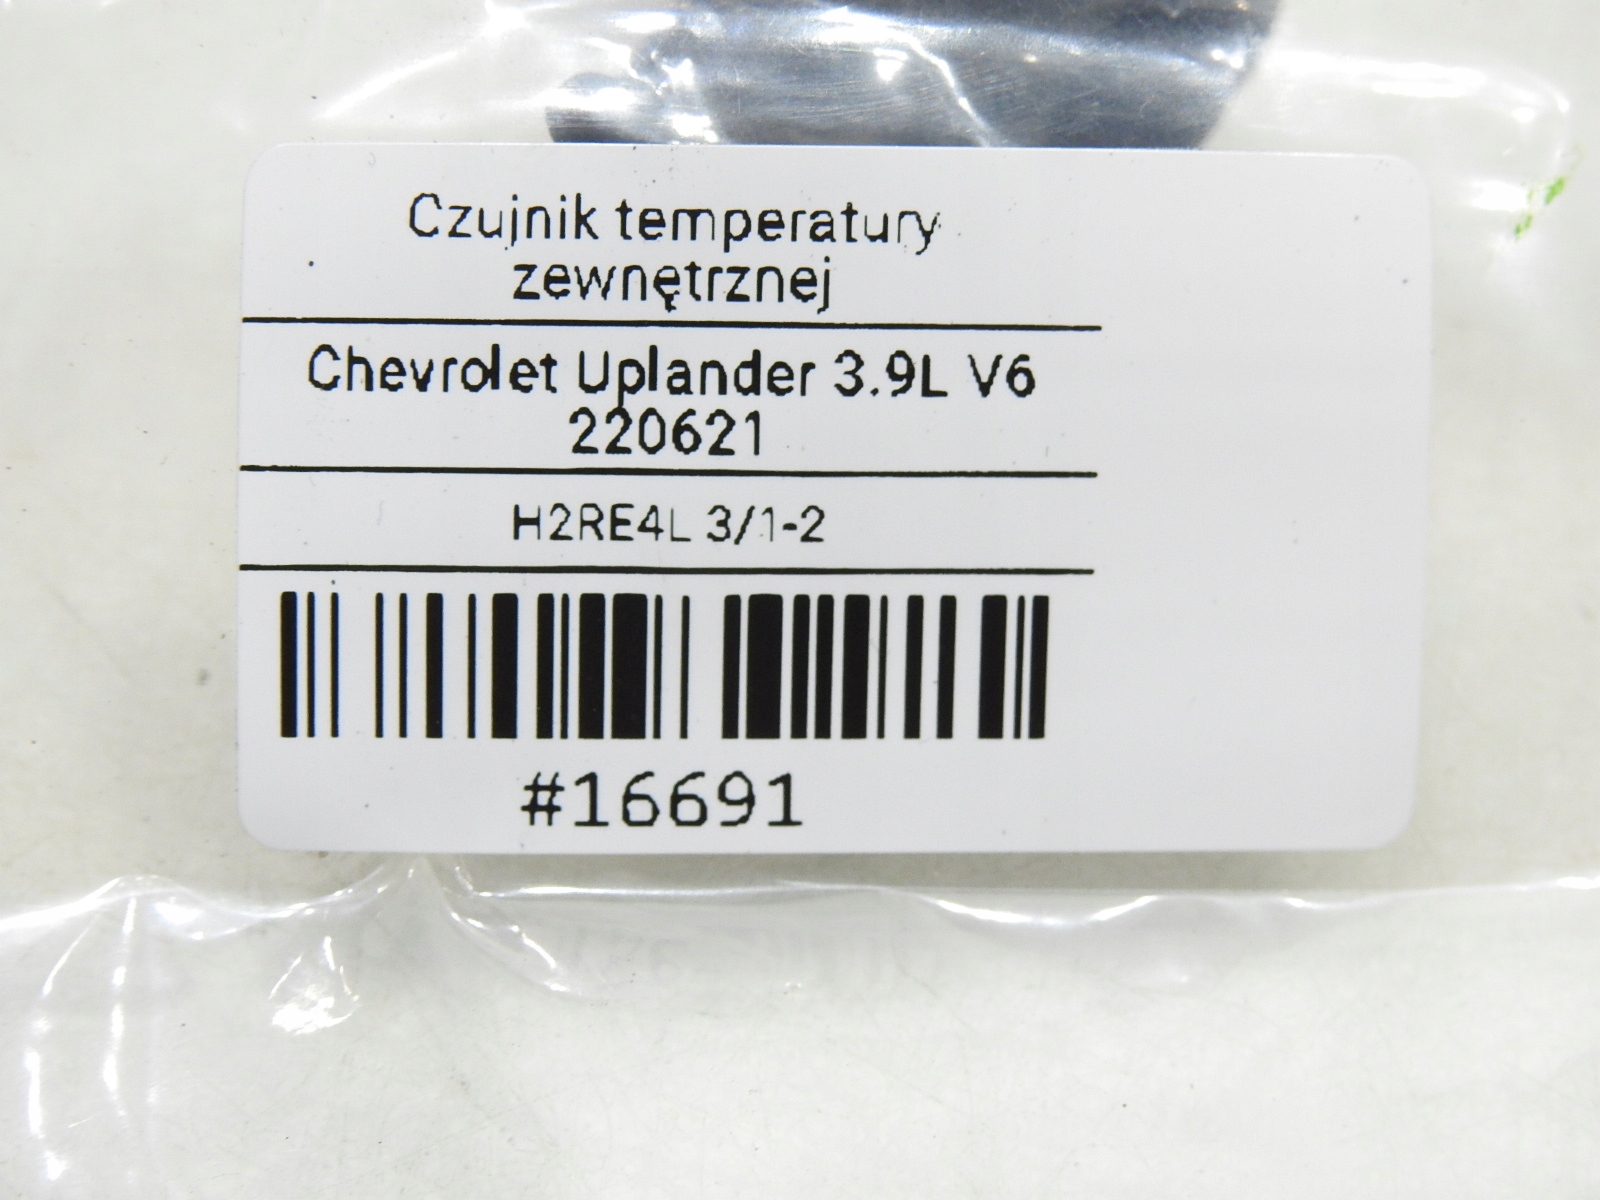 Czujnik temperatury
zewnętrznej
Chevrolet Uplander 3.9L V6
220621
H2RE4L 3/1-2
#16691